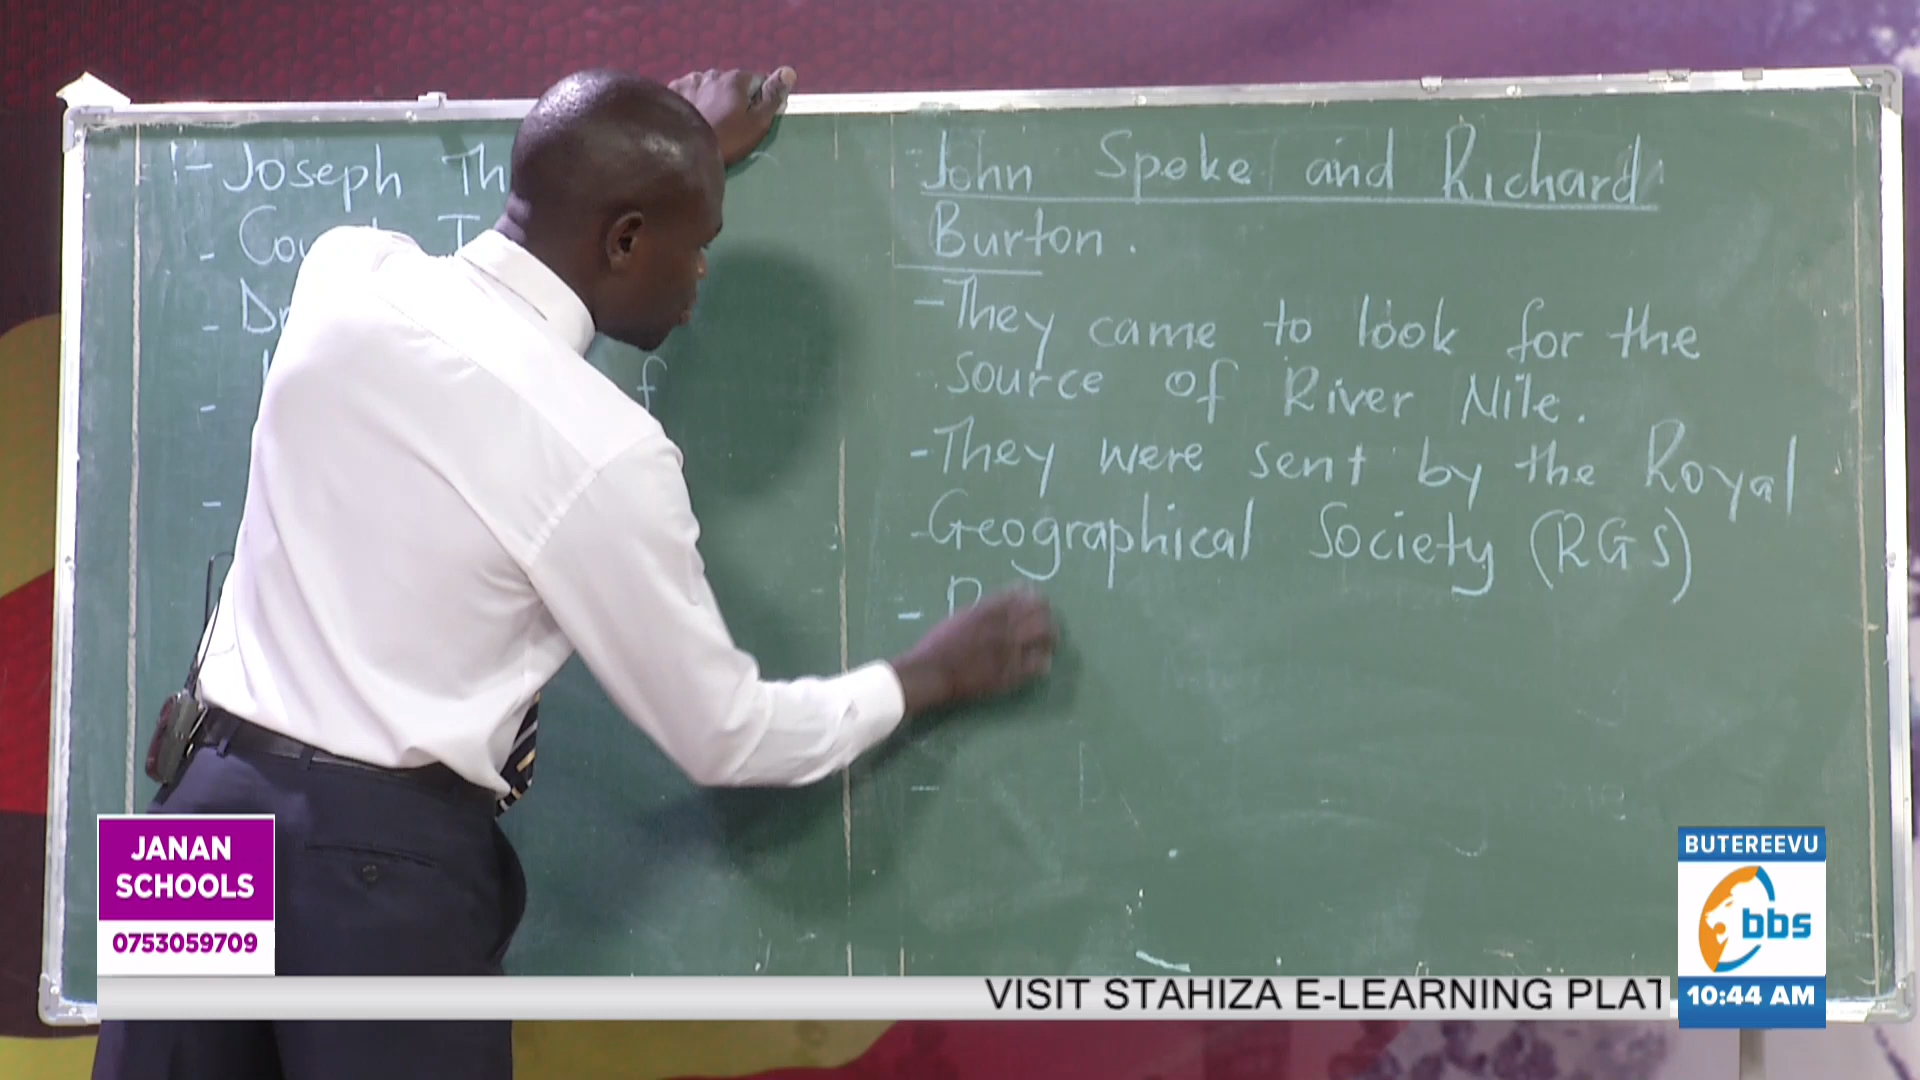 1- Joseph Th
-
-
f
-
-
John Speke and Richard
Burton.
- They came to look for the
source of River Nile.
- They were sent by the Royal
- Geographical Society (RGS)
-
JANAN
SCHOOLS
0753059709
BUTEREEVU
bbs
10:44 AM
VISIT STAHIZA E-LEARNING PLAT